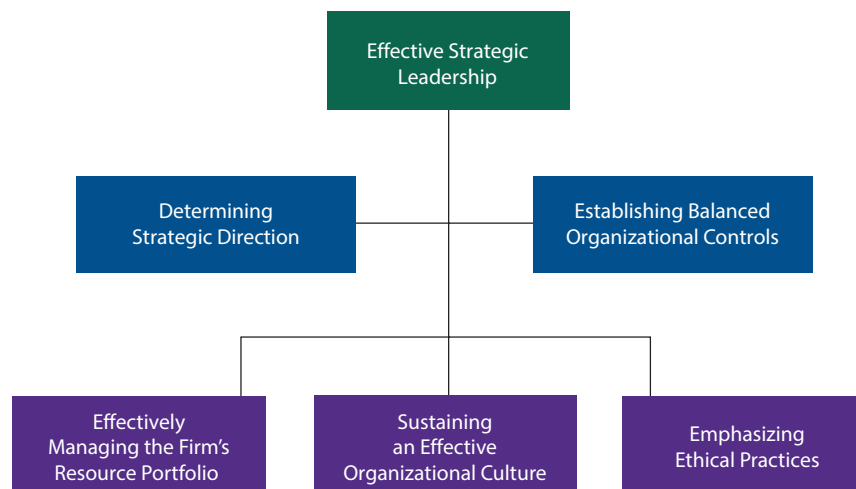 Effective Strategic
Leadership
Determining
Strategic Direction
Establishing Balanced
Organizational Controls
Effectively
Managing the Firm’s
Resource Portfolio
Sustaining
an Effective
Organizational Culture
Emphasizing
Ethical Practices